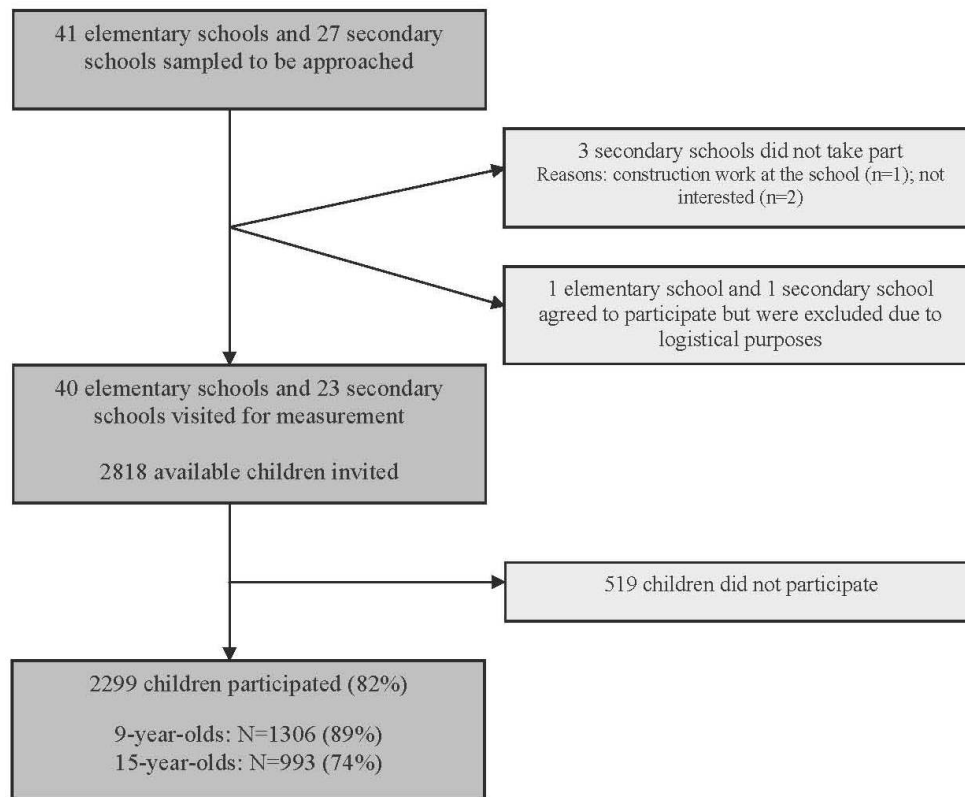 41 elementary schools and 27 secondary
schools sampled to be approached
3 secondary schools did not take part
Reasons: construction work at the school (n=1); not
interested (n=2)
1 elementary school and 1 secondary school
agreed to participate but were excluded due to
logistical purposes
40 elementary schools and 23 secondary
schools visited for measurement
2818 available children invited
519 children did not participate
2299 children participated (82%)
9-year-olds: N=1306 (89%)
15-year-olds: N=993 (74%)